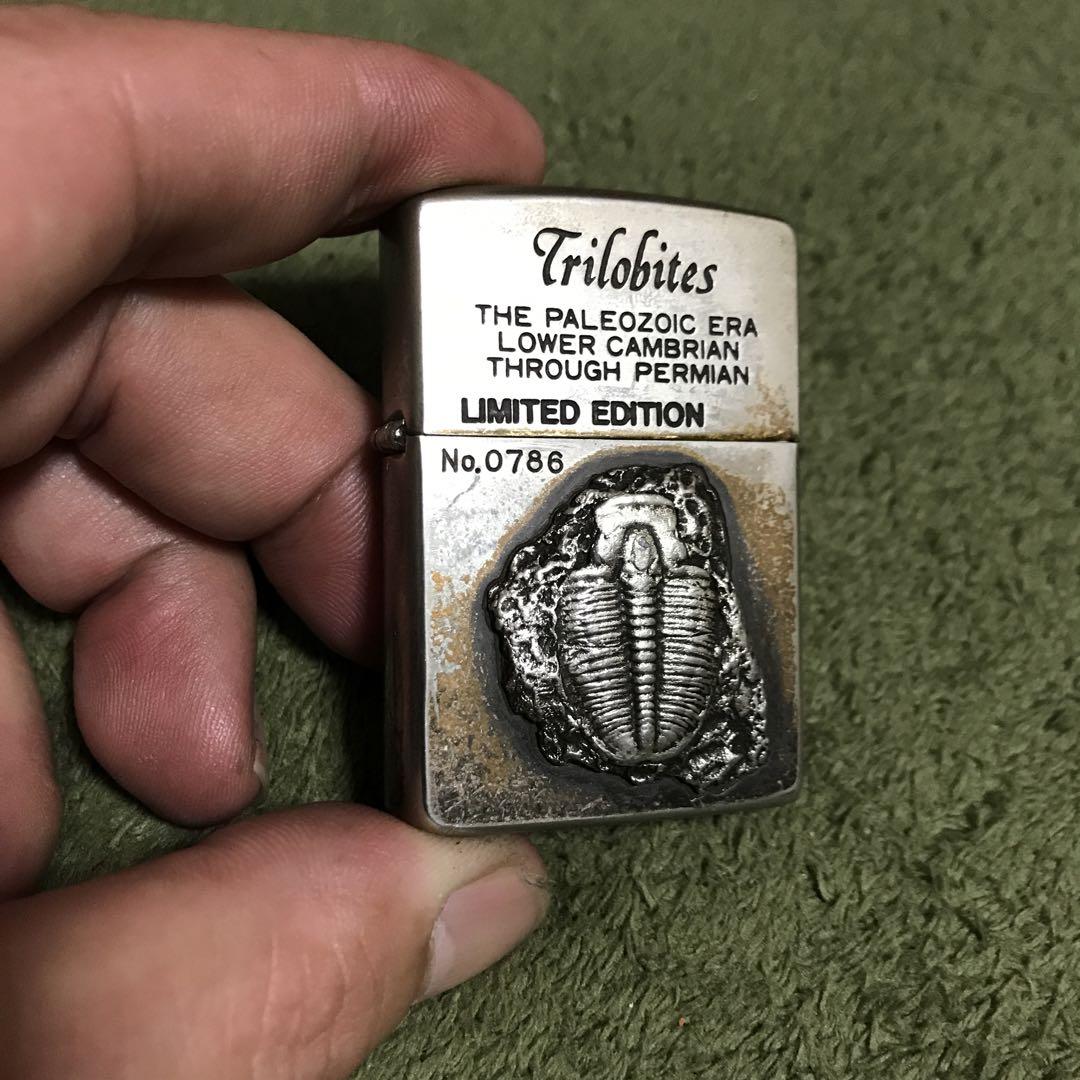 Trilobites
THE PALEOZOIC ERA
LOWER CAMBRIAN
THROUGH PERMIAN
LIMITED EDITION
No.0786